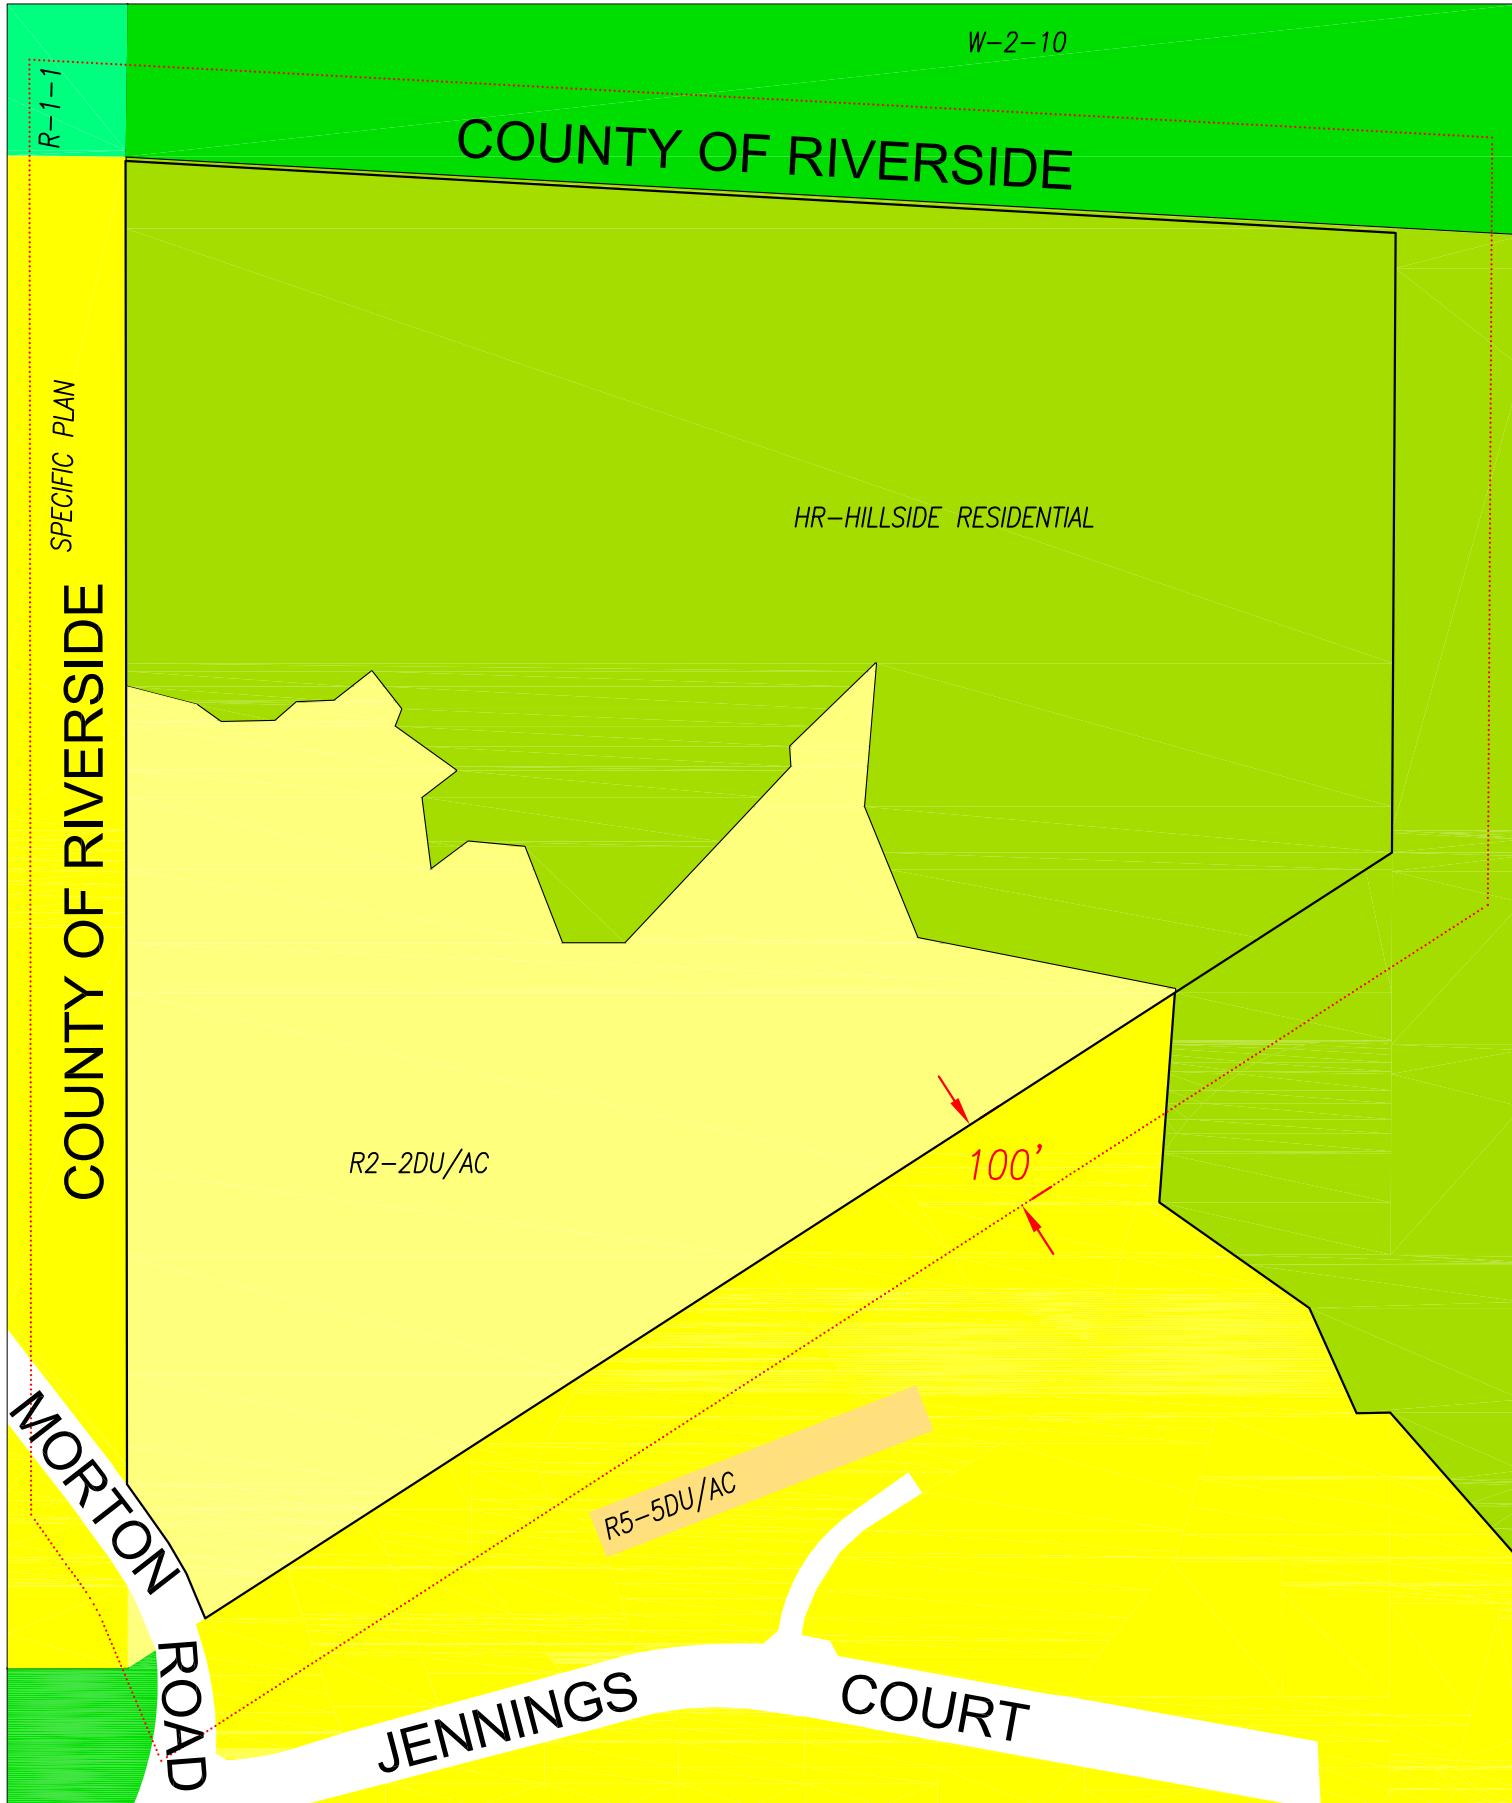 W-2-10
R-1-1
COUNTY OF RIVERSIDE
SPECIFIC PLAN
HR-HILLSIDE RESIDENTIAL
COUNTY OF RIVERSIDE
R2-2DU/AC
100'
MORTON
ROAD
R5-5DU/AC
JENNINGS
COURT